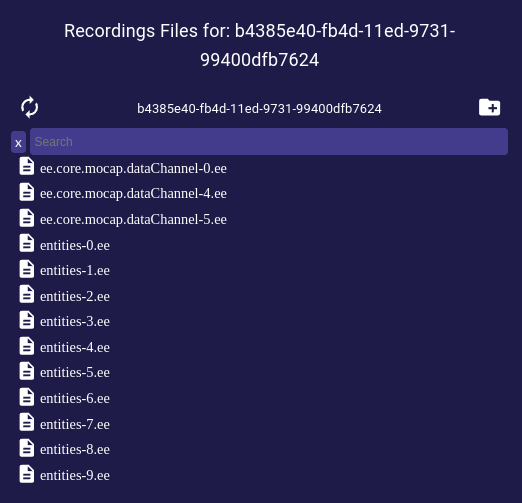 Recordings Files for: b4385e40-fb4d-11ed-9731-
99400dfb7624
b4385e40-fb4d-11ed-9731-99400dfb7624
x Search
ee.core.mocap.dataChannel-0.ee
ee.core.mocap.dataChannel-4.ee
ee.core.mocap.dataChannel-5.ee
entities-0.ee
entities-1.ee
entities-2.ee
entities-3.ee
entities-4.ee
entities-5.ee
entities-6.ee
entities-7.ee
entities-8.ee
entities-9.ee